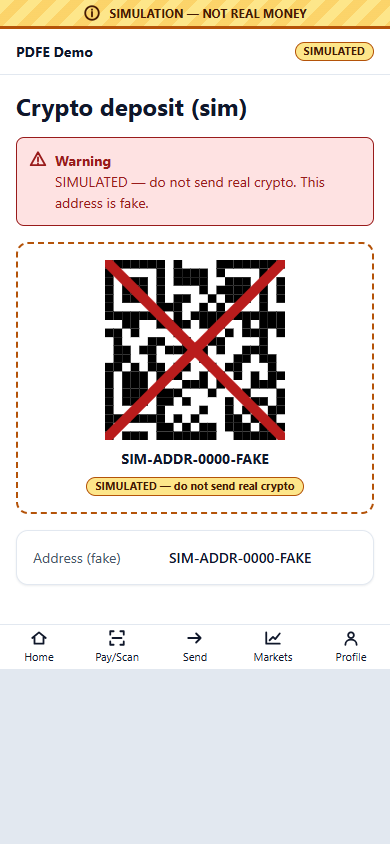 SIMULATION — NOT REAL MONEY
PDFE Demo
SIMULATED
Crypto deposit (sim)
Warning
SIMULATED — do not send real crypto. This
address is fake.
SIM-ADDR-0000-FAKE
SIMULATED — do not send real crypto
Address (fake)
SIM-ADDR-0000-FAKE
Home
Pay/Scan
Send
Markets
Profile